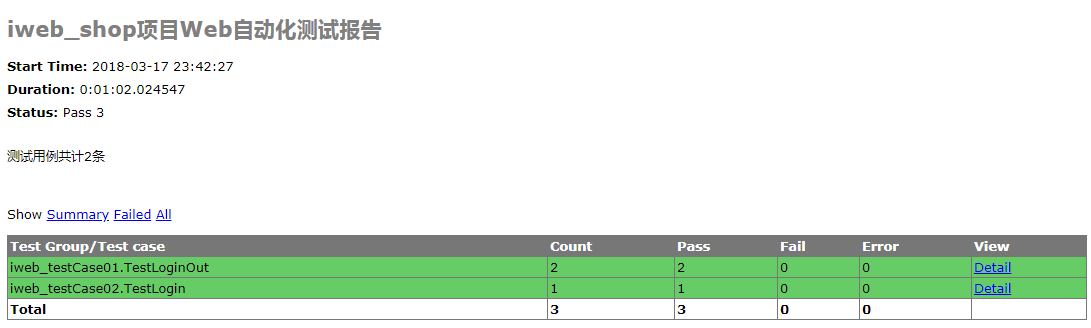 iweb_shop项目Web自动化测试报告
Start Time: 2018-03-17 23:42:27
Duration: 0:01:02.024547
Status: Pass 3
测试用例共计2条
Show Summary Failed All
Test Group/Test case Count Pass Fail Error View
iweb_testCase01.TestLoginOut 2 2 0 0 Detail
iweb_testCase02.TestLogin 1 1 0 0 Detail
Total 3 3 0 0